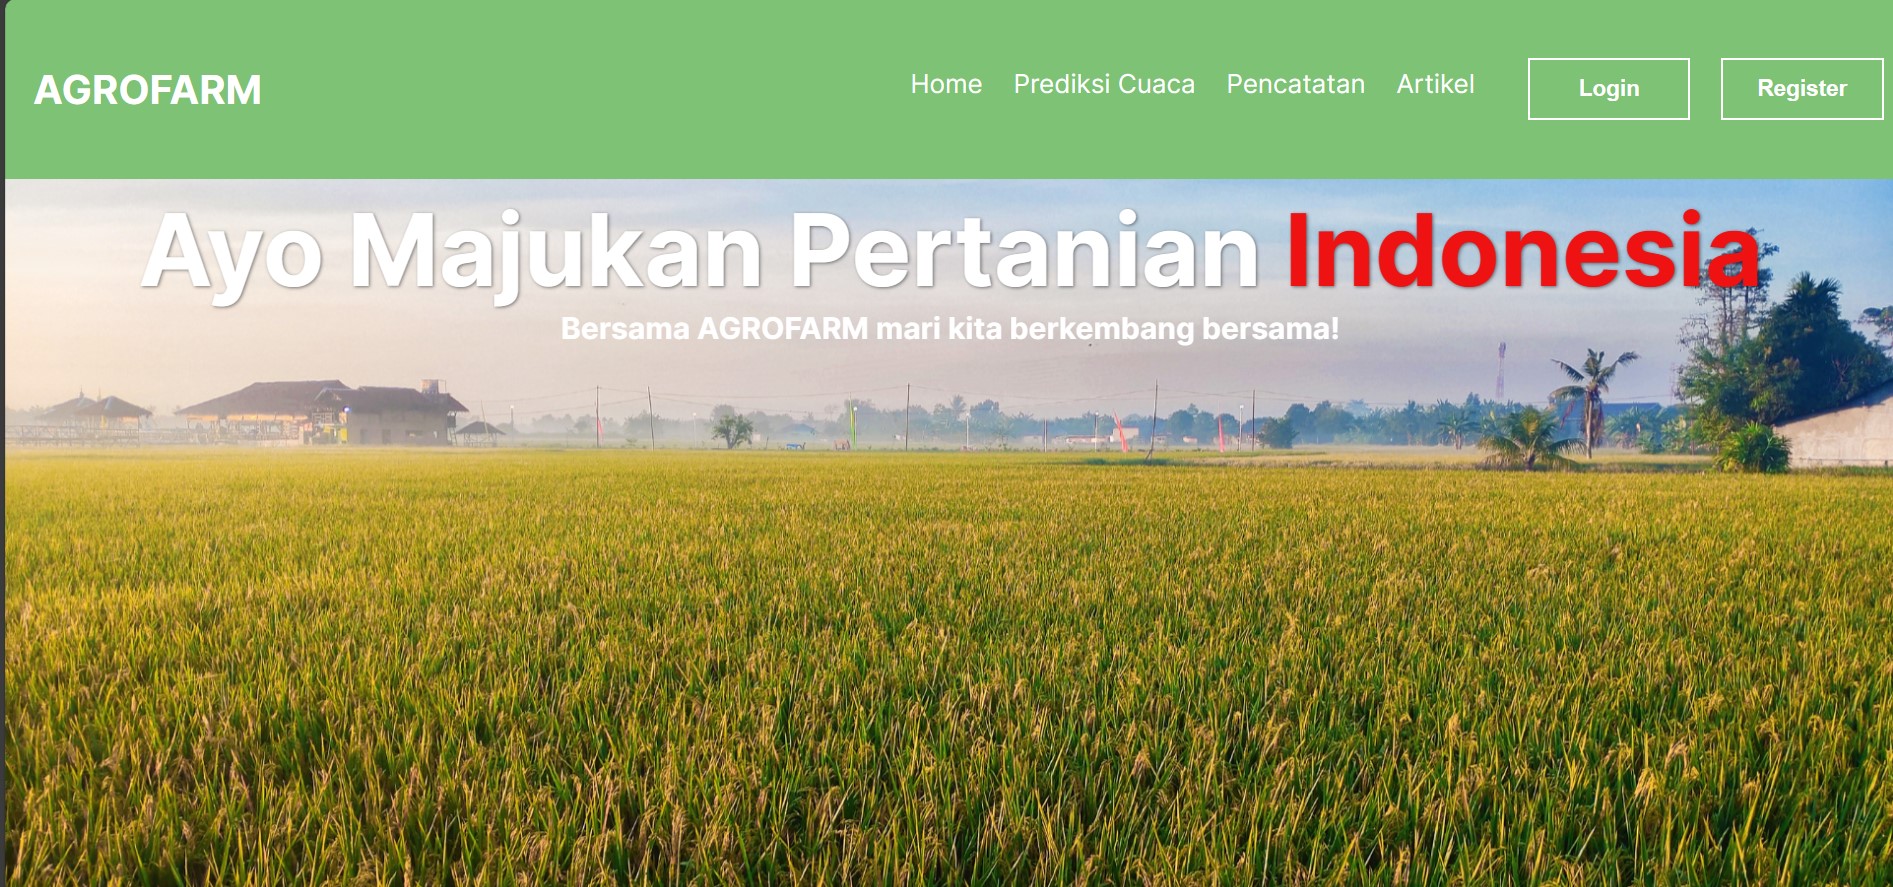 AGROFARM
Home Prediksi Cuaca Pencatatan Artikel Login Register
Ayo Majukan Pertanian Indonesia
Bersama AGROFARM mari kita berkembang bersama!